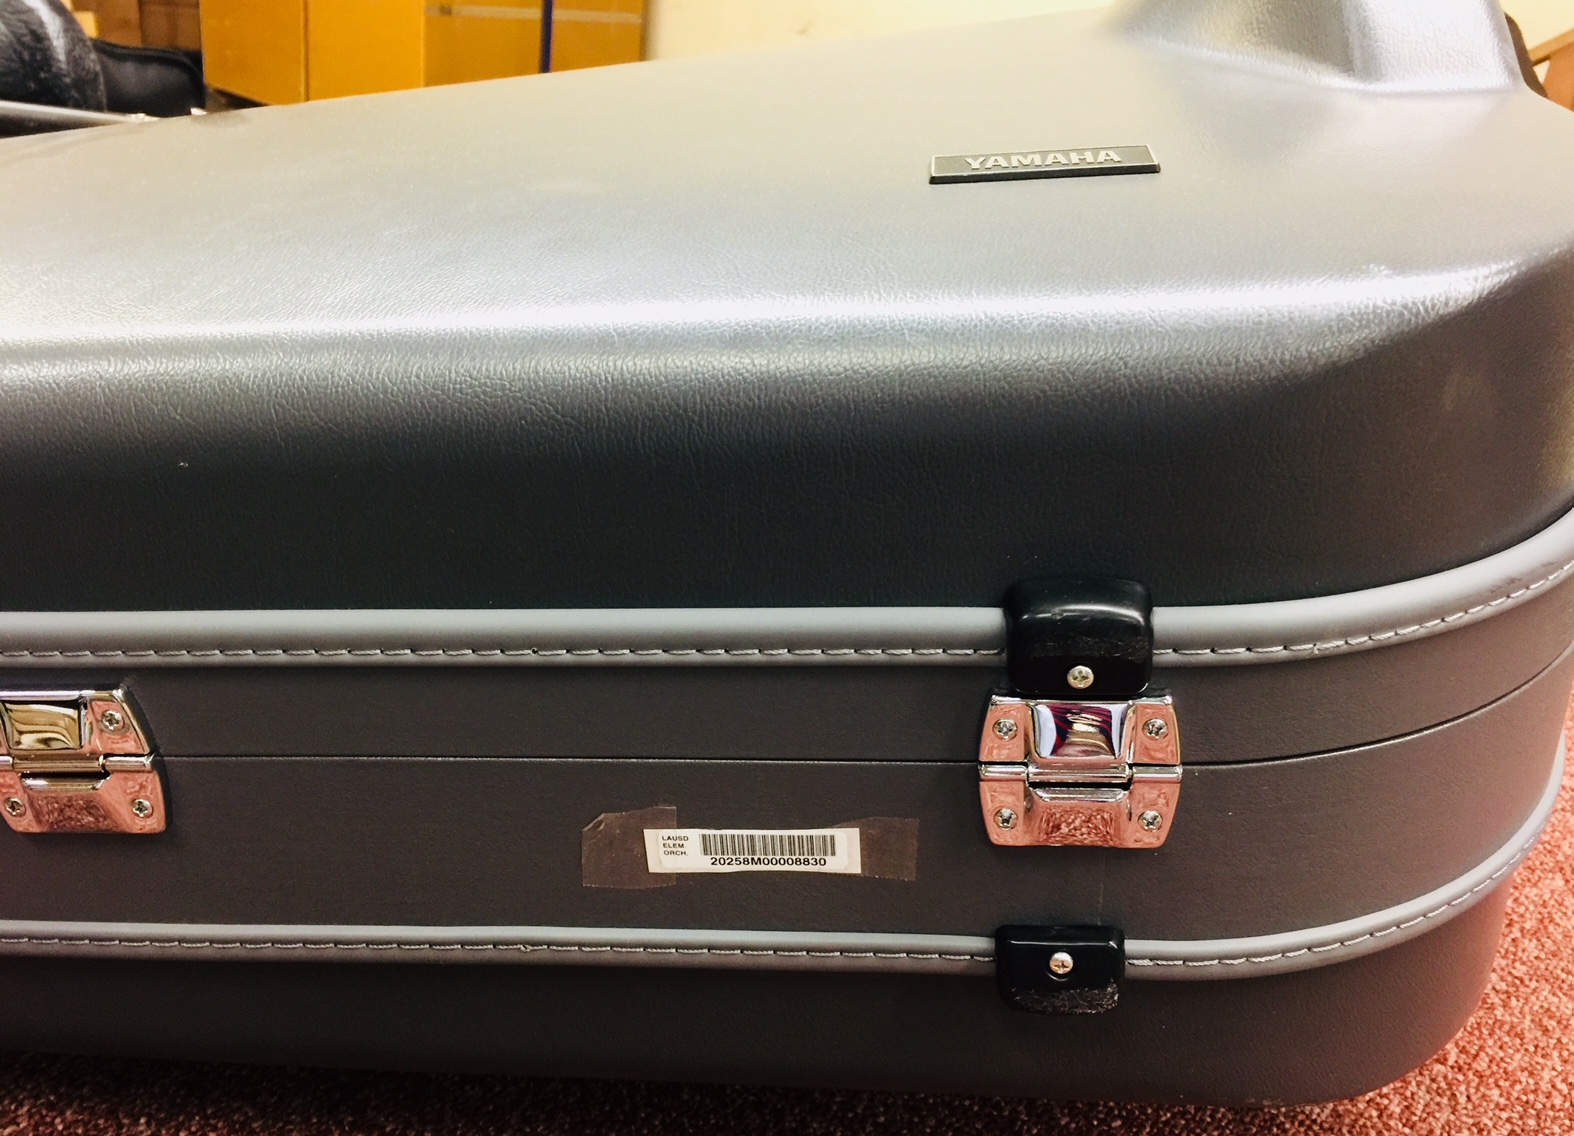 YAMAHA
LAUSD
ELEM.
ORCH.
20258M00008830